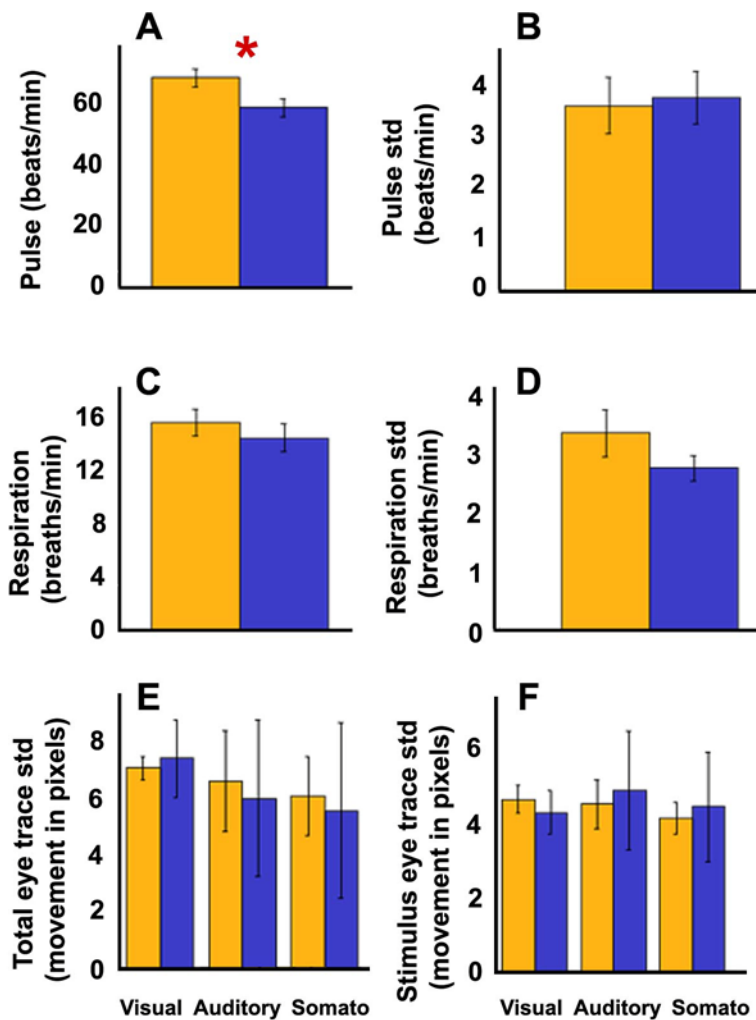 A
*
Pulse (beats/min)
60
40
20
0
B
Pulse std
(beats/min)
4
3
2
1
0
C
Respiration
(breaths/min)
16
12
8
4
0
D
Respiration std
(breaths/min)
4
3
2
1
0
E
Total eye trace std
(movement in pixels)
8
6
4
2
0
Visual Auditory Somato
F
Stimulus eye trace std
(movement in pixels)
6
4
2
0
Visual Auditory Somato